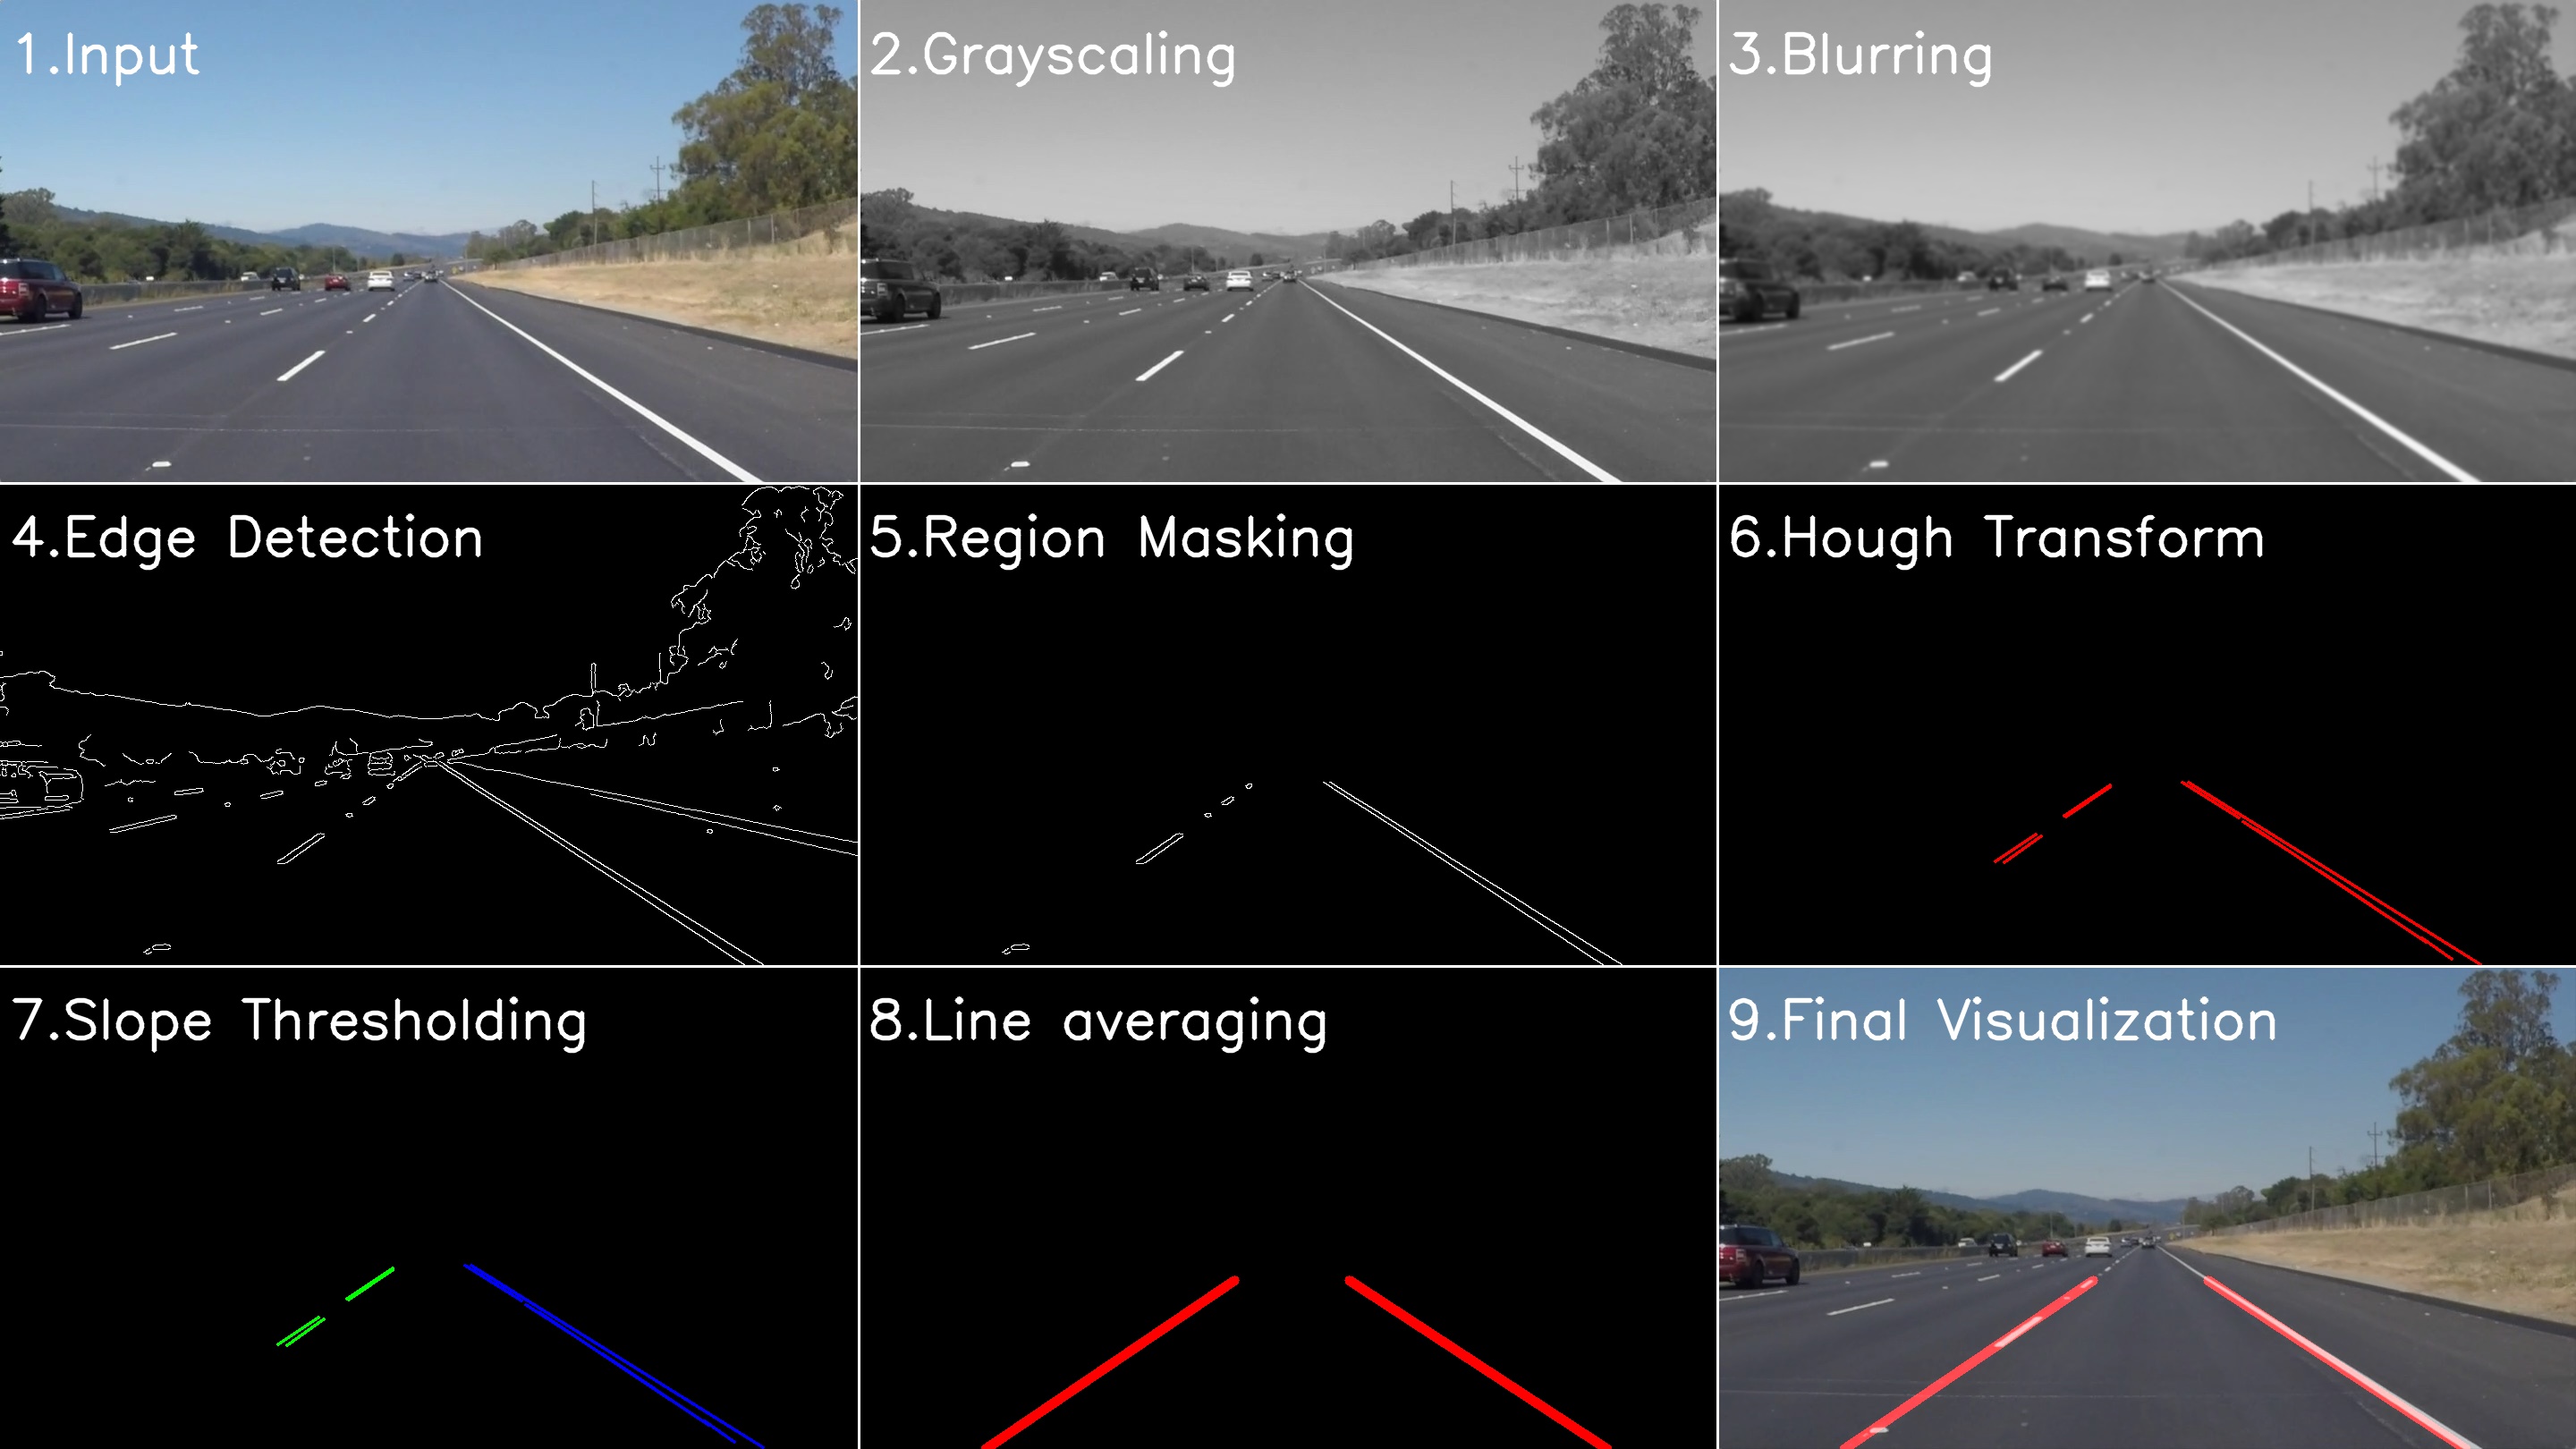 1.Input
2.Grayscaling
3.Blurring
4.Edge Detection
5.Region Masking
6.Hough Transform
7.Slope Thresholding
8.Line averaging
9.Final Visualization